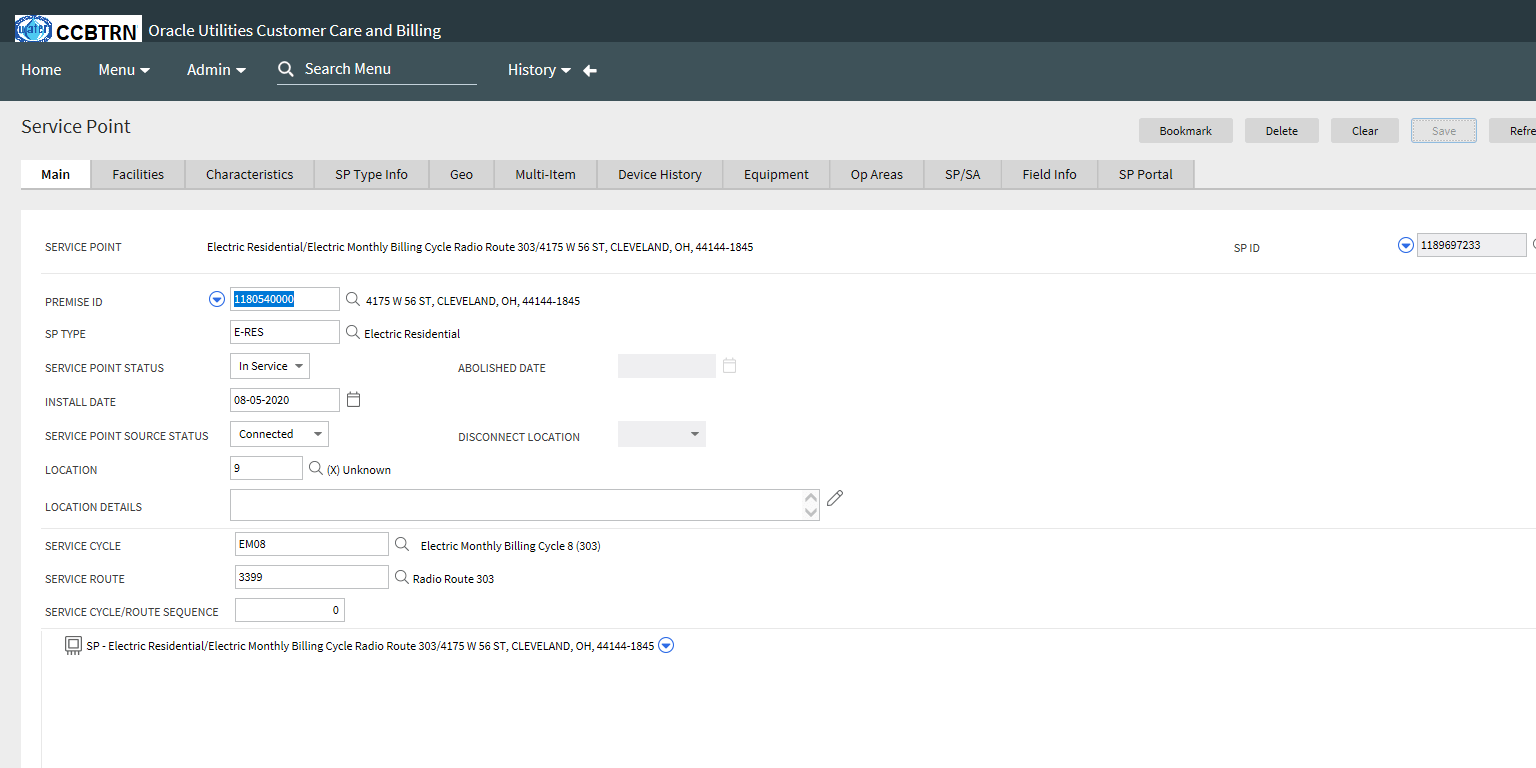 water CCBTRN Oracle Utilities Customer Care and Billing
Home Menu Admin Search Menu History
Service Point
Bookmark Delete Clear Save Refre
Main Facilities Characteristics SP Type Info Geo Multi-Item Device History Equipment Op Areas SP/SA Field Info SP Portal
SERVICE POINT Electric Residential/Electric Monthly Billing Cycle Radio Route 303/4175 W 56 ST, CLEVELAND, OH, 44144-1845 SP ID 1189697233
PREMISE ID 1180540000 4175 W 56 ST, CLEVELAND, OH, 44144-1845
SP TYPE E-RES Electric Residential
SERVICE POINT STATUS In Service ABOLISHED DATE
INSTALL DATE 08-05-2020
SERVICE POINT SOURCE STATUS Connected DISCONNECT LOCATION
LOCATION 9 (X) Unknown
LOCATION DETAILS
SERVICE CYCLE EM08 Electric Monthly Billing Cycle 8 (303)
SERVICE ROUTE 3399 Radio Route 303
SERVICE CYCLE/ROUTE SEQUENCE 0
SP - Electric Residential/Electric Monthly Billing Cycle Radio Route 303/4175 W 56 ST, CLEVELAND, OH, 44144-1845